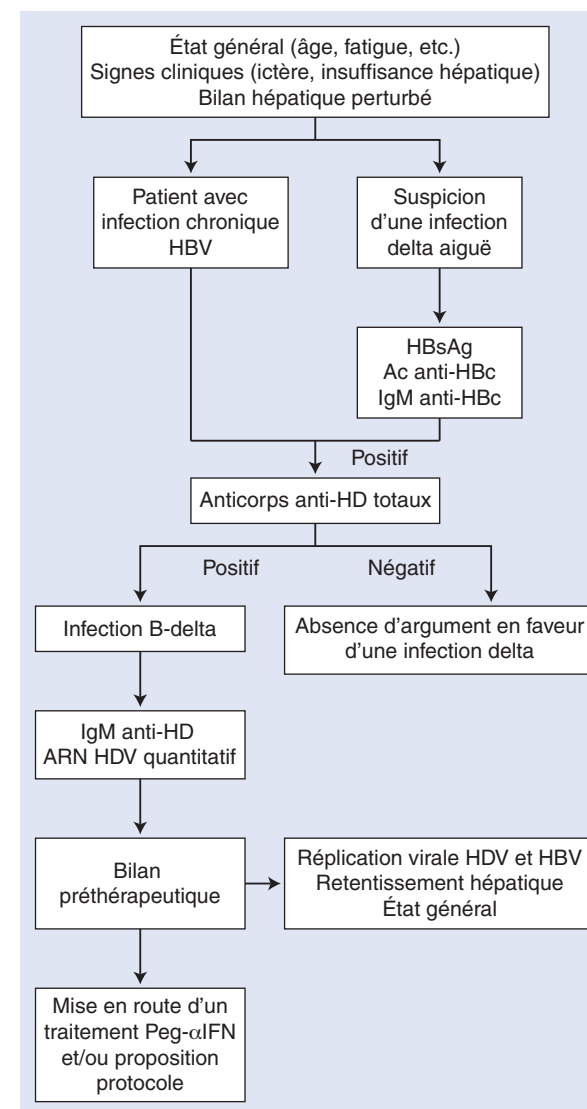 État général (âge, fatigue, etc.)
Signes cliniques (ictère, insuffisance hépatique)
Bilan hépatique perturbé
Patient avec
infection chronique
HBV
Suspicion
d'une infection
delta aiguë
HBsAg
Ac anti-HBc
IgM anti-HBc
Positif
Anticorps anti-HD totaux
Positif
Négatif
Infection B-delta
Absence d'argument en faveur
d'une infection delta
IgM anti-HD
ARN HDV quantitatif
Bilan
préthérapeutique
Réplication virale HDV et HBV
Retentissement hépatique
État général
Mise en route d'un
traitement Peg-αIFN
et/ou proposition
protocole